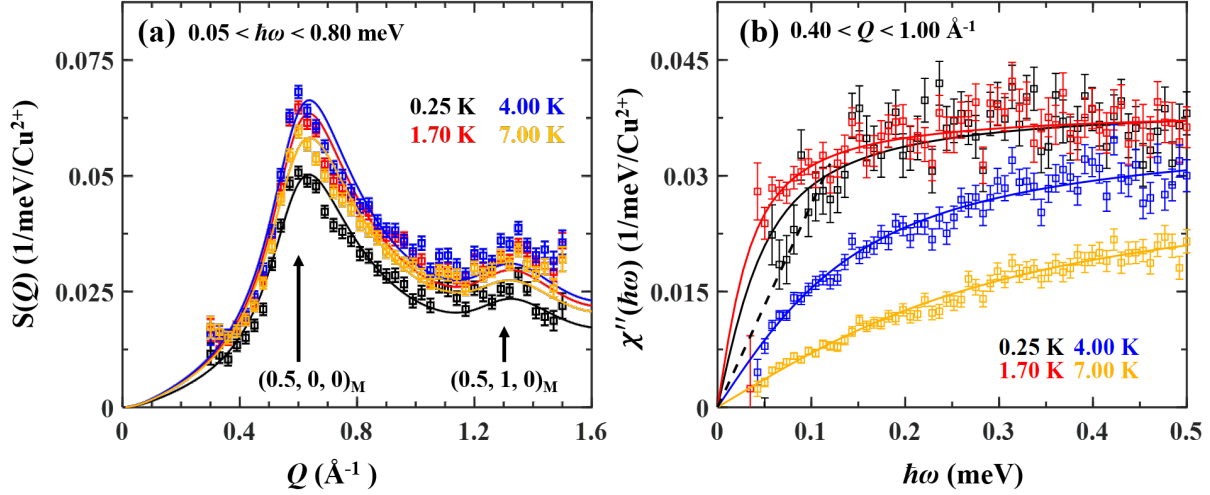 (a) 0.05 < ħω < 0.80 meV
S(Q) (1/meV/Cu²⁺)
0.075
0.05
0.025
0
0.25 K 4.00 K
1.70 K 7.00 K
(0.5, 0, 0)M (0.5, 1, 0)M
0 0.4 0.8 1.2 1.6
Q (Å⁻¹)
(b) 0.40 < Q < 1.00 Å⁻¹
χ''(ħω) (1/meV/Cu²⁺)
0.045
0.03
0.015
0
0.25 K 4.00 K
1.70 K 7.00 K
0 0.1 0.2 0.3 0.4 0.5
ħω (meV)